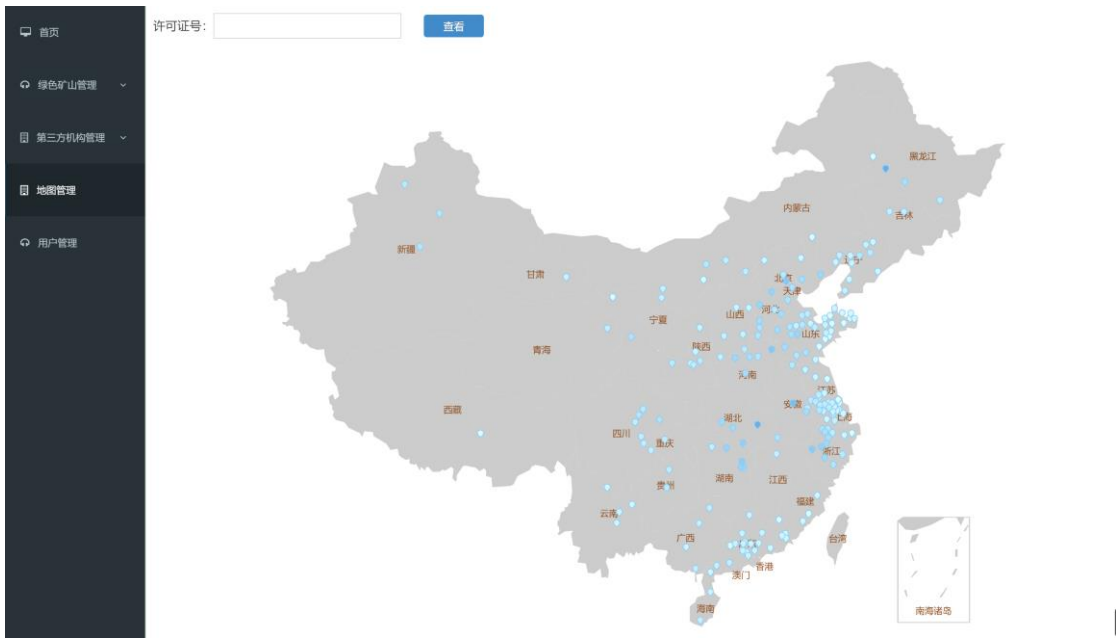 首页
绿色矿山管理
第三方机构管理
地图管理
用户管理
许可证号：
查看
黑龙江
内蒙古
吉林
新疆
辽宁
甘肃
北京
天津
山西
河北
宁夏
山东
陕西
青海
河南
江苏
西藏
安徽
湖北
上海
四川
重庆
浙江
湖南
江西
贵州
福建
云南
广西
台湾
香港
澳门
海南
南海诸岛